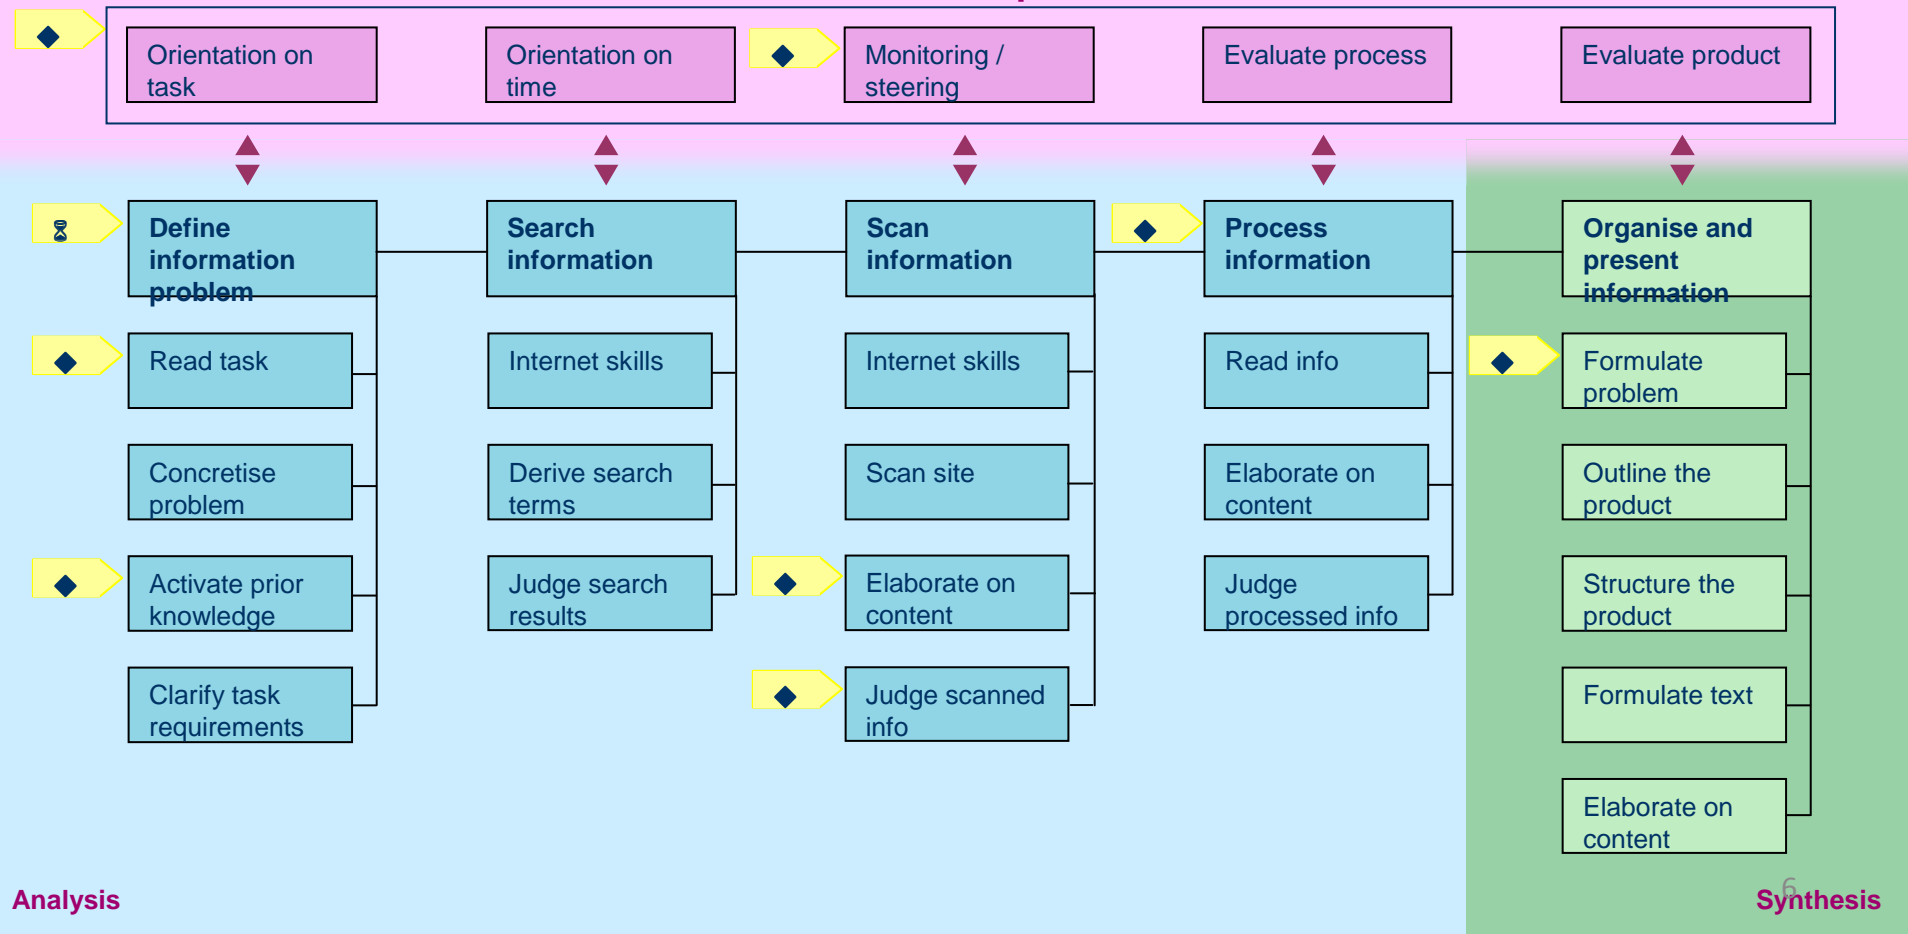 Orientation on
task
Orientation on
time
Monitoring /
steering
Evaluate process
Evaluate product
Define
information
problem
Search
information
Scan
information
Process
information
Organise and
present
information
Read task
Internet skills
Internet skills
Read info
Formulate
problem
Concretise
problem
Derive search
terms
Scan site
Elaborate on
content
Outline the
product
Activate prior
knowledge
Judge search
results
Elaborate on
content
Judge
processed info
Structure the
product
Clarify task
requirements
Judge scanned
info
Formulate text
Elaborate on
content
Analysis
6
Synthesis